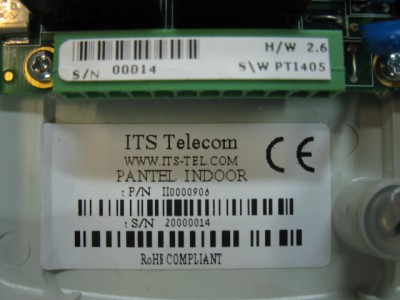 H/W 2.6
S/N 00014 S\W PT1405
ITS Telecom
WWW.ITS-TEL.COM
PANTEL INDOOR
: P/N II0000906
: S/N 20000014
RoHS COMPLIANT
CE